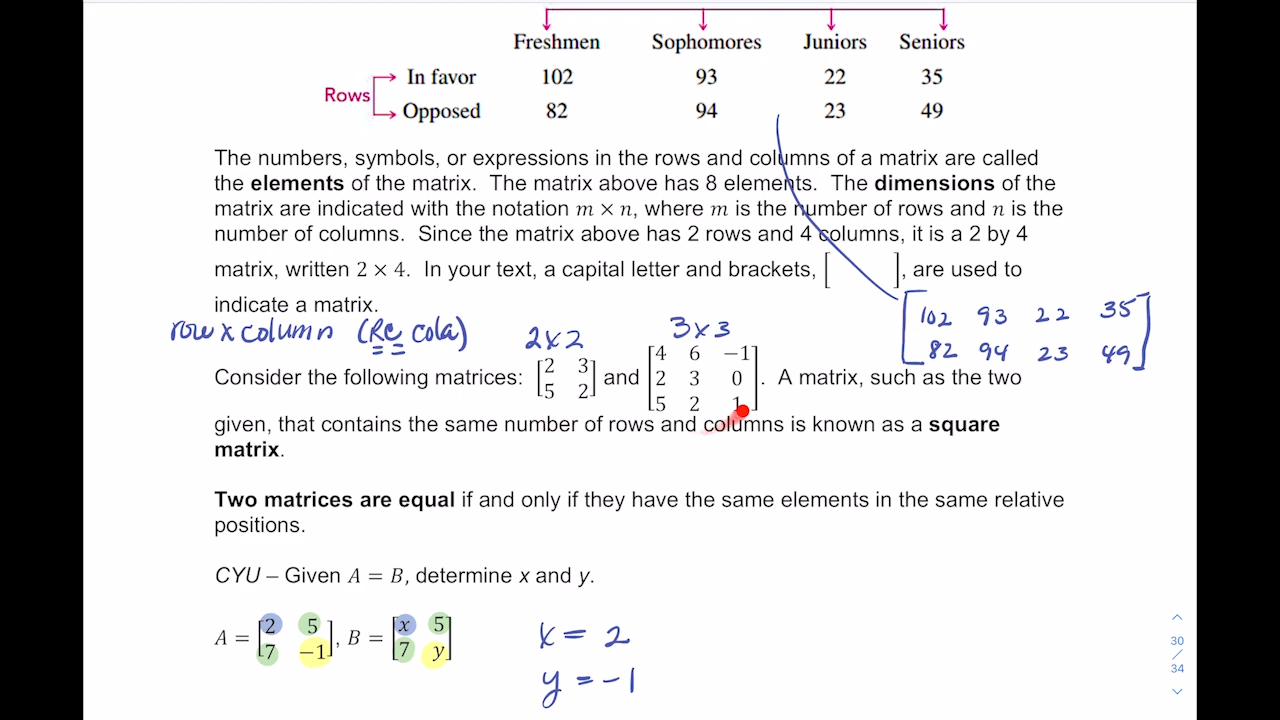 Freshmen Sophomores Juniors Seniors
Rows In favor 102 93 22 35
Opposed 82 94 23 49
The numbers, symbols, or expressions in the rows and columns of a matrix are called
the elements of the matrix. The matrix above has 8 elements. The dimensions of the
matrix are indicated with the notation m × n, where m is the number of rows and n is the
number of columns. Since the matrix above has 2 rows and 4 columns, it is a 2 by 4
matrix, written 2 × 4. In your text, a capital letter and brackets, [ ], are used to
indicate a matrix.
[102 93 22 35
82 94 23 49]
row x column (Rc cola) 2x2 3x3
Consider the following matrices: [2 3 5 2] and [4 6 −1 2 3 0 5 2 1]. A matrix, such as the two
given, that contains the same number of rows and columns is known as a square
matrix.
Two matrices are equal if and only if they have the same elements in the same relative
positions.
CYU – Given A = B, determine x and y.
A = [2 5 7 −1], B = [x 5 7 y]
x = 2
y = -1
30
/
34